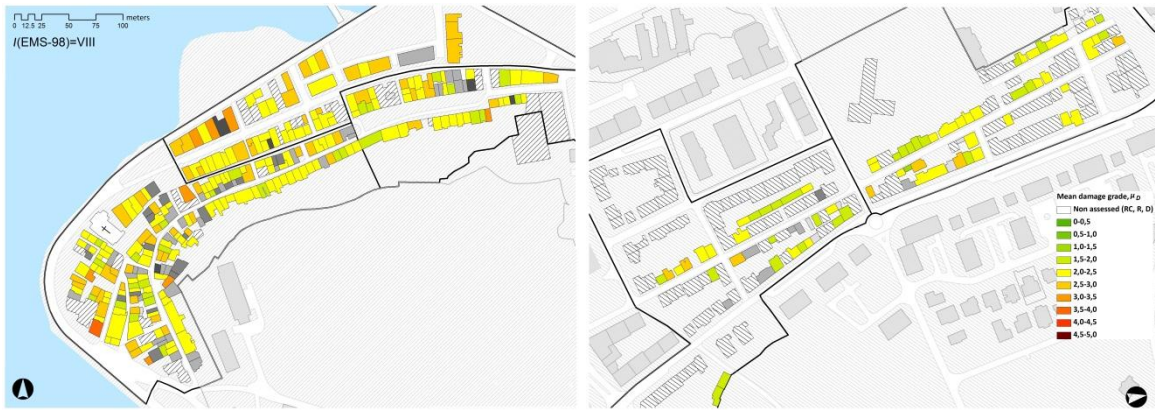 0 12.5 25 50 75 100 meters
I(EMS-98)=VIII
Mean damage grade, μD
Non assessed (RC, R, D)
0-0,5
0,5-1,0
1,0-1,5
1,5-2,0
2,0-2,5
2,5-3,0
3,0-3,5
3,5-4,0
4,0-4,5
4,5-5,0